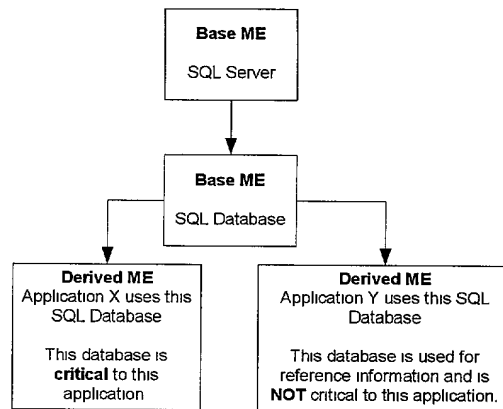 Base ME
SQL Server
Base ME
SQL Database
Derived ME
Application X uses this
SQL Database
This database is
critical to this
application
Derived ME
Application Y uses this SQL
Database
This database is used for
reference information and is
NOT critical to this application.